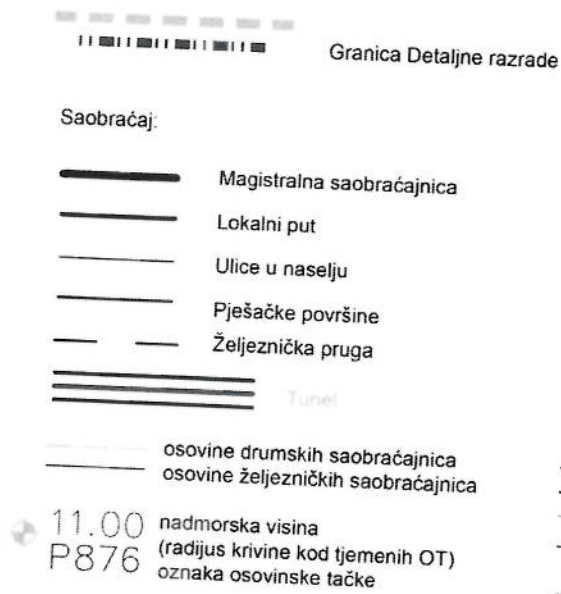 Granica Detaljne razrade
Saobraćaj:
Magistralna saobraćajnica
Lokalni put
Ulice u naselju
Pješačke površine
Željeznička pruga
Tunel
osovine drumskih saobraćajnica
osovine željezničkih saobraćajnica
11.00 nadmorska visina
(radijus krivine kod tjemenih OT)
P876 oznaka osovinske tačke